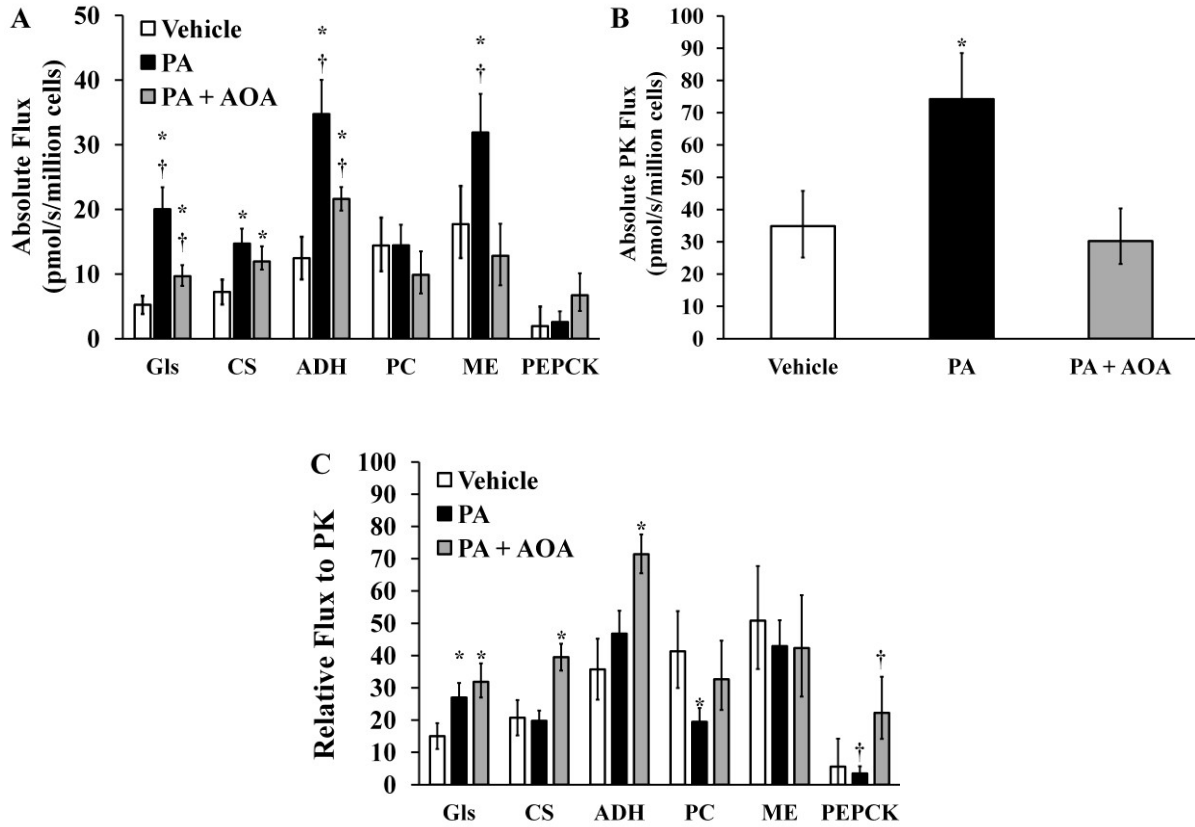 A
Absolute Flux
(pmol/s/million cells)
50
40
30
20
10
0
Vehicle
PA
PA + AOA
*
†
*
†
*
*
*
†
*
†
*
†
Gls CS ADH PC ME PEPCK
B
Absolute PK Flux
(pmol/s/million cells)
100
90
80
70
60
50
40
30
20
10
0
*
Vehicle PA PA + AOA
C
Relative Flux to PK
100
90
80
70
60
50
40
30
20
10
0
Vehicle
PA
PA + AOA
* * * * * † †
Gls CS ADH PC ME PEPCK